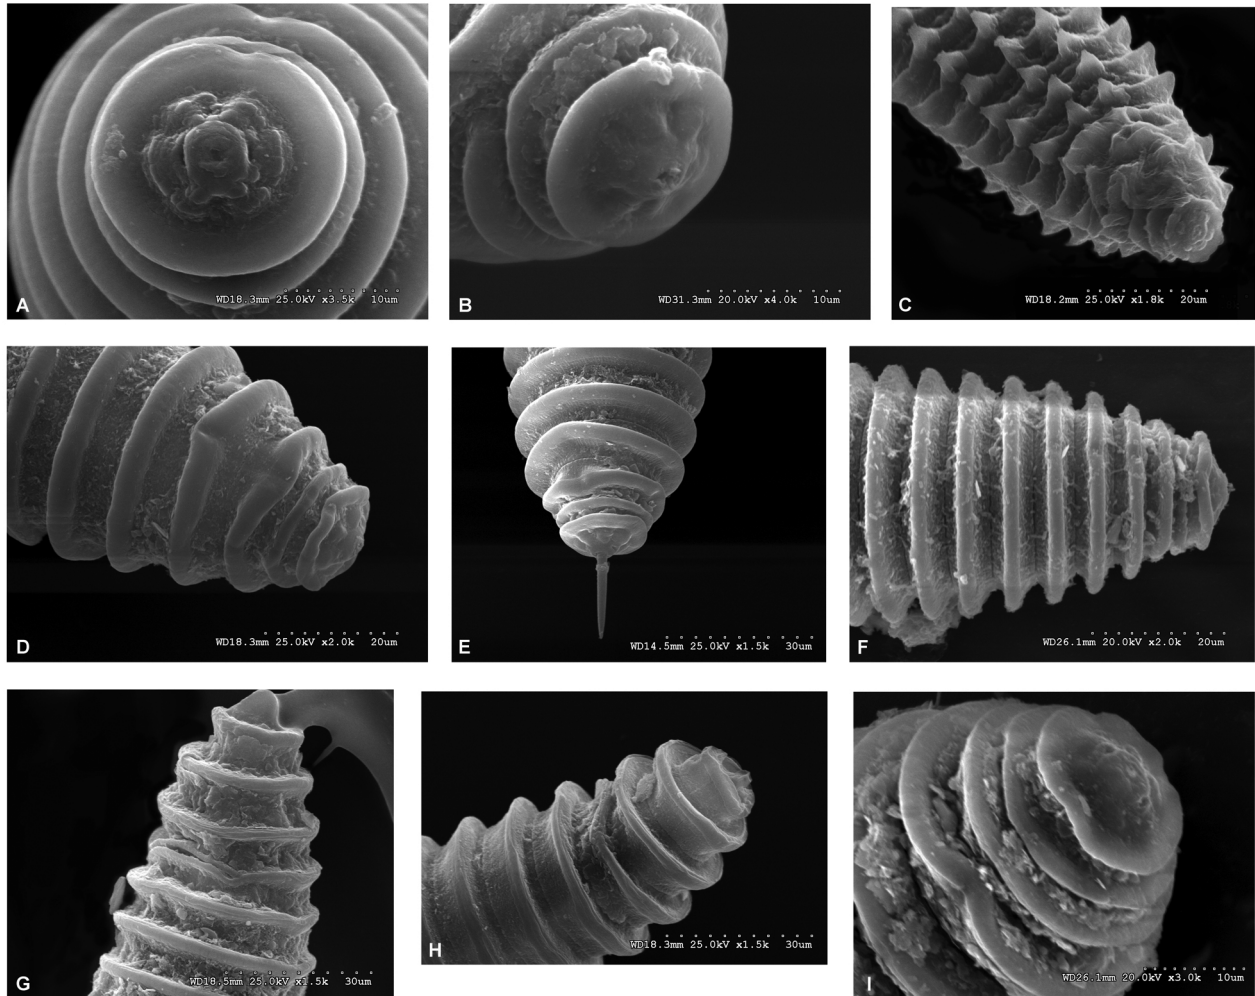 A
WD18.3mm 25.0kV x3.5k 10um
B
WD31.3mm 20.0kV x4.0k 10um
C
WD18.2mm 25.0kV x1.8k 20um
D
WD18.3mm 25.0kV x2.0k 20um
E
WD14.5mm 25.0kV x1.5k 30um
F
WD26.1mm 20.0kV x2.0k 20um
G
WD18.5mm 25.0kV x1.5k 30um
H
WD18.3mm 25.0kV x1.5k 30um
I
WD26.1mm 20.0kV x3.0k 10um